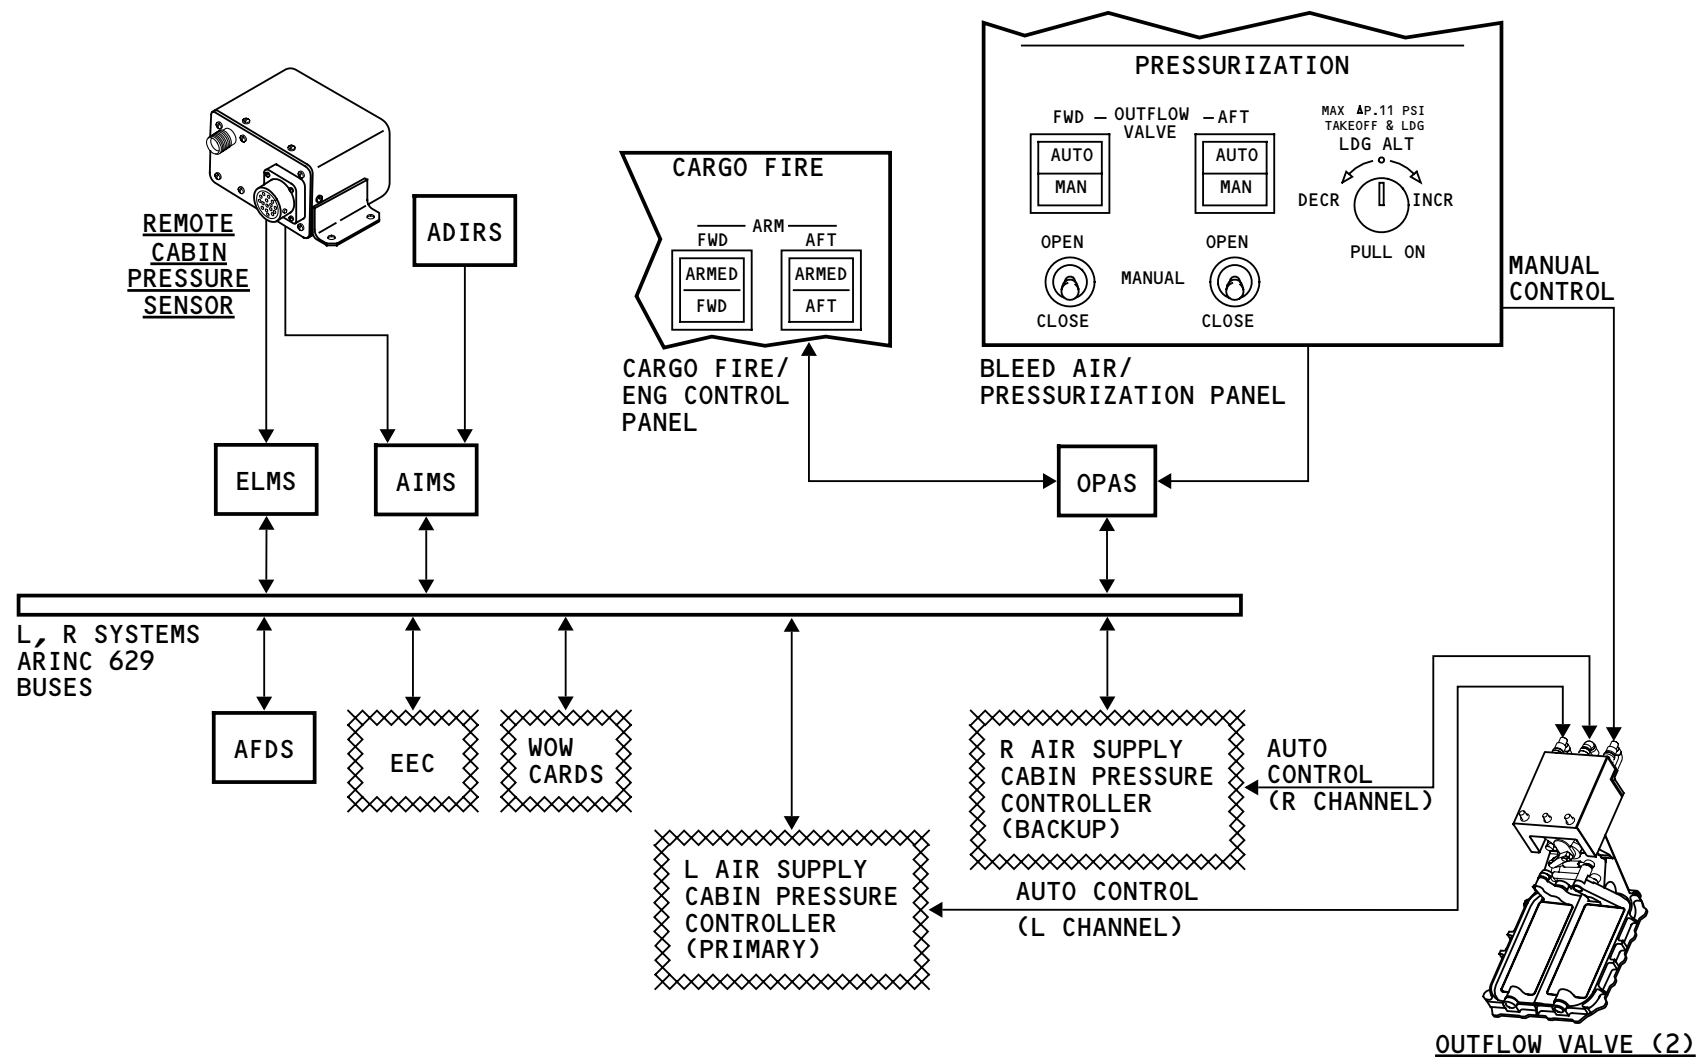 PRESSURIZATION
FWD — OUTFLOW — AFT
VALVE
MAX ΔP.11 PSI
TAKEOFF & LDG
LDG ALT
AUTO
MAN
AUTO
MAN
DECR
INCR
PULL ON
OPEN
OPEN
MANUAL
CLOSE
CLOSE
BLEED AIR/
PRESSURIZATION PANEL
MANUAL
CONTROL
CARGO FIRE
ARM
FWD
AFT
ARMED
FWD
ARMED
AFT
CARGO FIRE/
ENG CONTROL
PANEL
REMOTE
CABIN
PRESSURE
SENSOR
ADIRS
ELMS
AIMS
OPAS
L, R SYSTEMS
ARINC 629
BUSES
AFDS
EEC
WOW
CARDS
R AIR SUPPLY
CABIN PRESSURE
CONTROLLER
(BACKUP)
AUTO
CONTROL
(R CHANNEL)
L AIR SUPPLY
CABIN PRESSURE
CONTROLLER
(PRIMARY)
AUTO CONTROL
(L CHANNEL)
OUTFLOW VALVE (2)